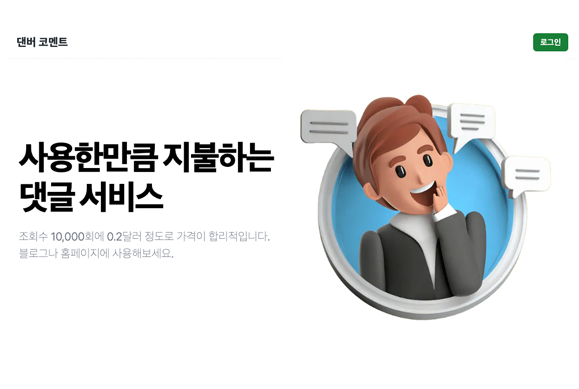 댄버 코멘트
로그인
사용한만큼 지불하는
댓글 서비스
조회수 10,000회에 0.2달러 정도로 가격이 합리적입니다.
블로그나 홈페이지에 사용해보세요.